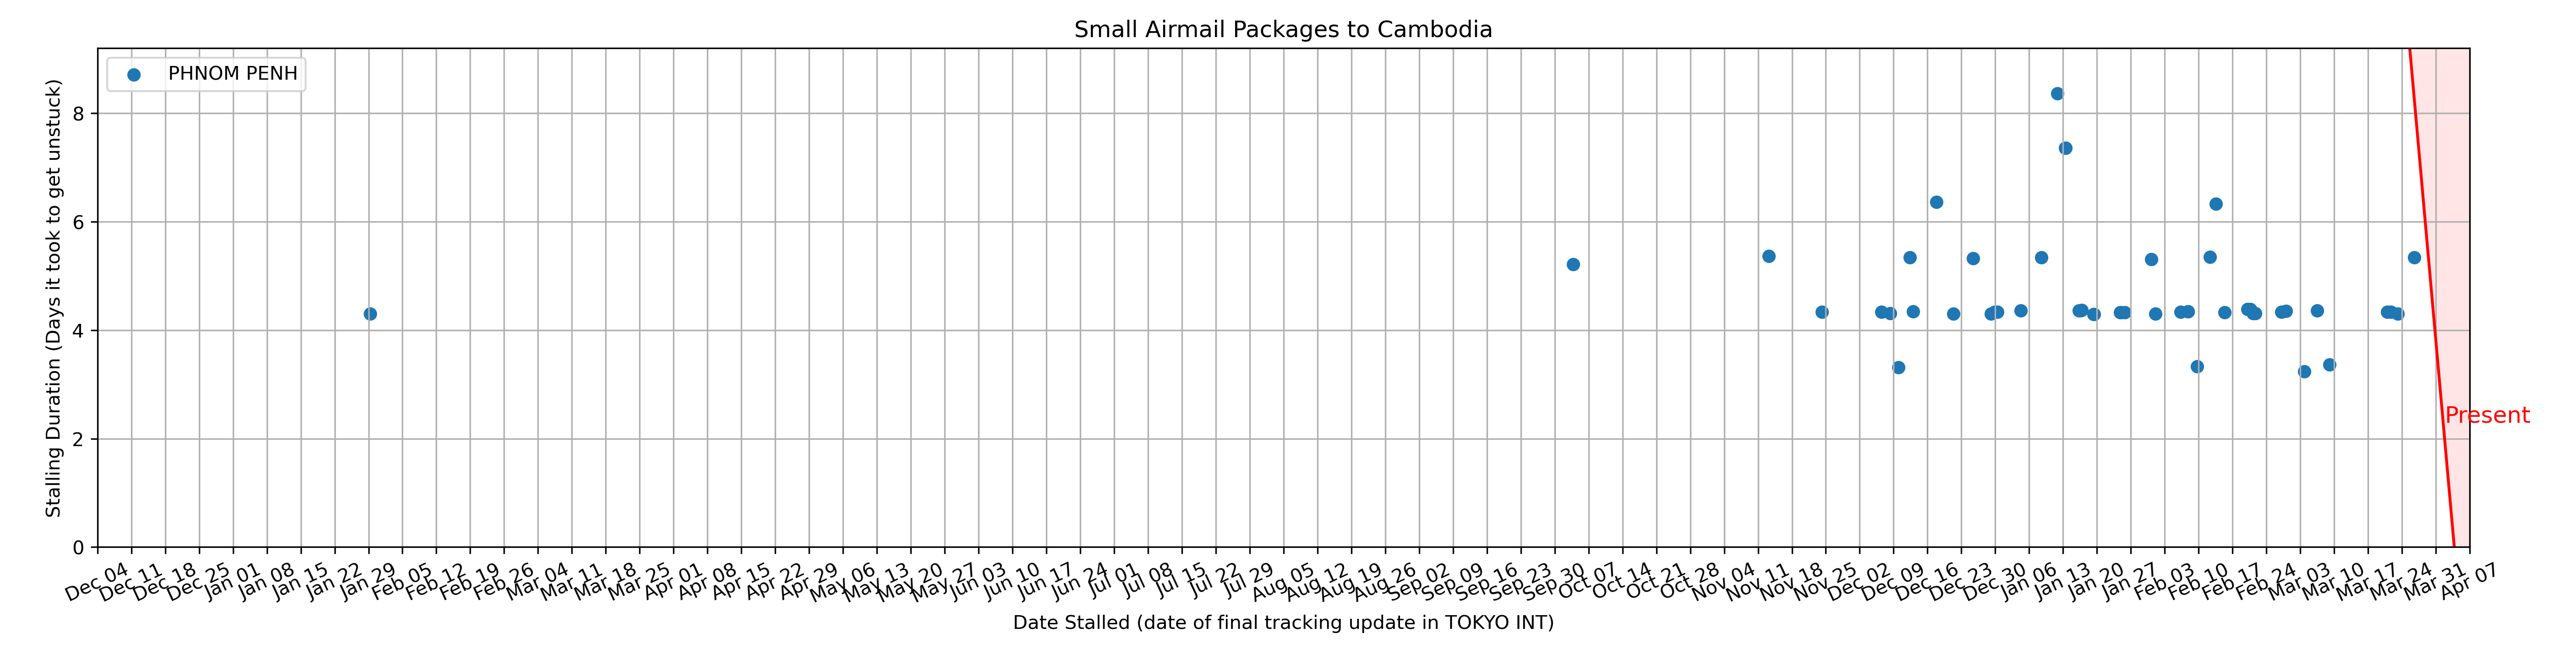 Small Airmail Packages to Cambodia
PHNOM PENH
Stalling Duration (Days it took to get unstuck)
8
6
4
2
0
Present
Dec 04 Dec 11 Dec 18 Dec 25 Jan 01 Jan 08 Jan 15 Jan 22 Jan 29 Feb 05 Feb 12 Feb 19 Feb 26 Mar 04 Mar 11 Mar 18 Mar 25 Apr 01 Apr 08 Apr 15 Apr 22 Apr 29 May 06 May 13 May 20 May 27 Jun 03 Jun 10 Jun 17 Jun 24 Jul 01 Jul 08 Jul 15 Jul 22 Jul 29 Aug 05 Aug 12 Aug 19 Aug 26 Sep 02 Sep 09 Sep 16 Sep 23 Sep 30 Oct 07 Oct 14 Oct 21 Oct 28 Nov 04 Nov 11 Nov 18 Nov 25 Dec 02 Dec 09 Dec 16 Dec 23 Dec 30 Jan 06 Jan 13 Jan 20 Jan 27 Feb 03 Feb 10 Feb 17 Feb 24 Mar 03 Mar 10 Mar 17 Mar 24 Mar 31 Apr 07
Date Stalled (date of final tracking update in TOKYO INT)